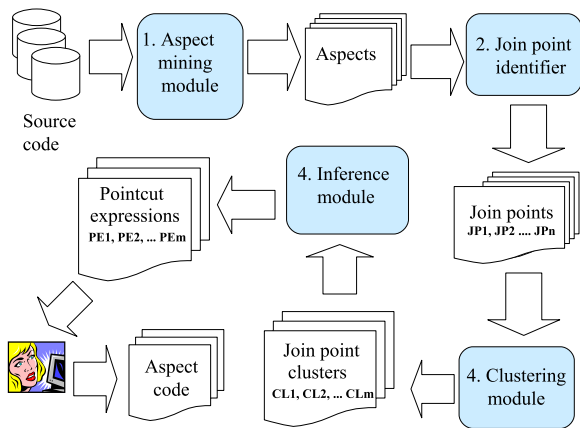 1. Aspect
mining
module
Aspects
2. Join point
identifier
Source
code
Pointcut
expressions
PE1, PE2, ... PEm
4. Inference
module
Join points
JP1, JP2 .... JPn
Aspect
code
Join point
clusters
CL1, CL2, ... CLm
4. Clustering
module